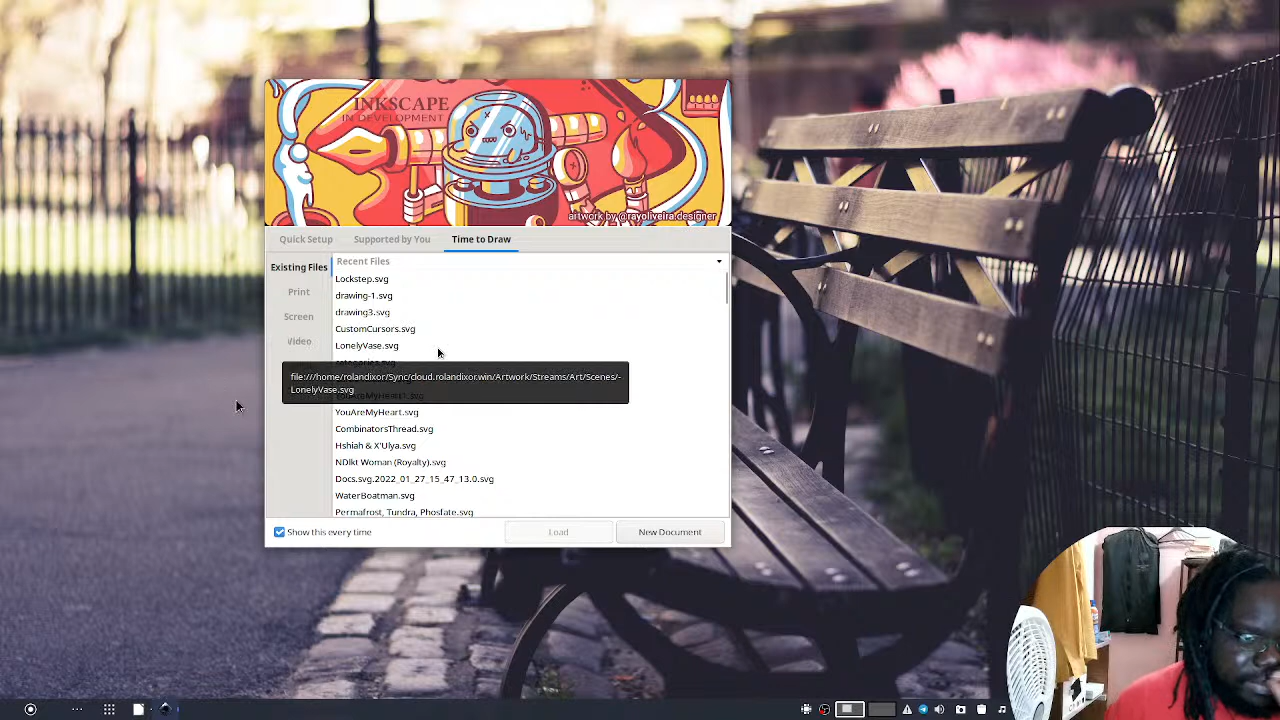 INKSCAPE
IN DEVELOPMENT
artwork by @rayoliveira.designer
Quick Setup
Supported by You
Time to Draw
Existing Files
Print
Screen
Video
Recent Files
Lockstep.svg
drawing-1.svg
drawing3.svg
CustomCursors.svg
LonelyVase.svg
file:///home/rolandixor/Sync/cloud.rolandixor.win/Artwork/Streams/Art/Scenes/-
LonelyVase.svg
YouAreMyHeart.svg
CombinatorsThread.svg
Hshiah & X'Ulya.svg
NDlkt Woman (Royalty).svg
Docs.svg.2022_01_27_15_47_13.0.svg
WaterBoatman.svg
Permafrost, Tundra, Phosfate.svg
Show this every time
Load
New Document